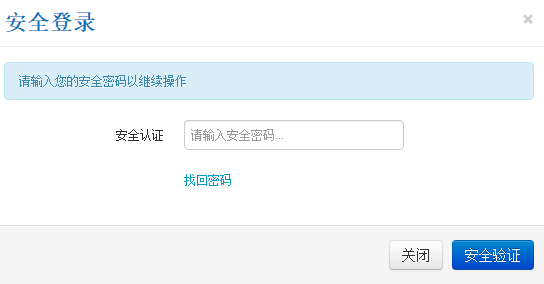 安全登录
×
请输入您的安全密码以继续操作
安全认证 请输入安全密码...
找回密码
关闭 安全验证